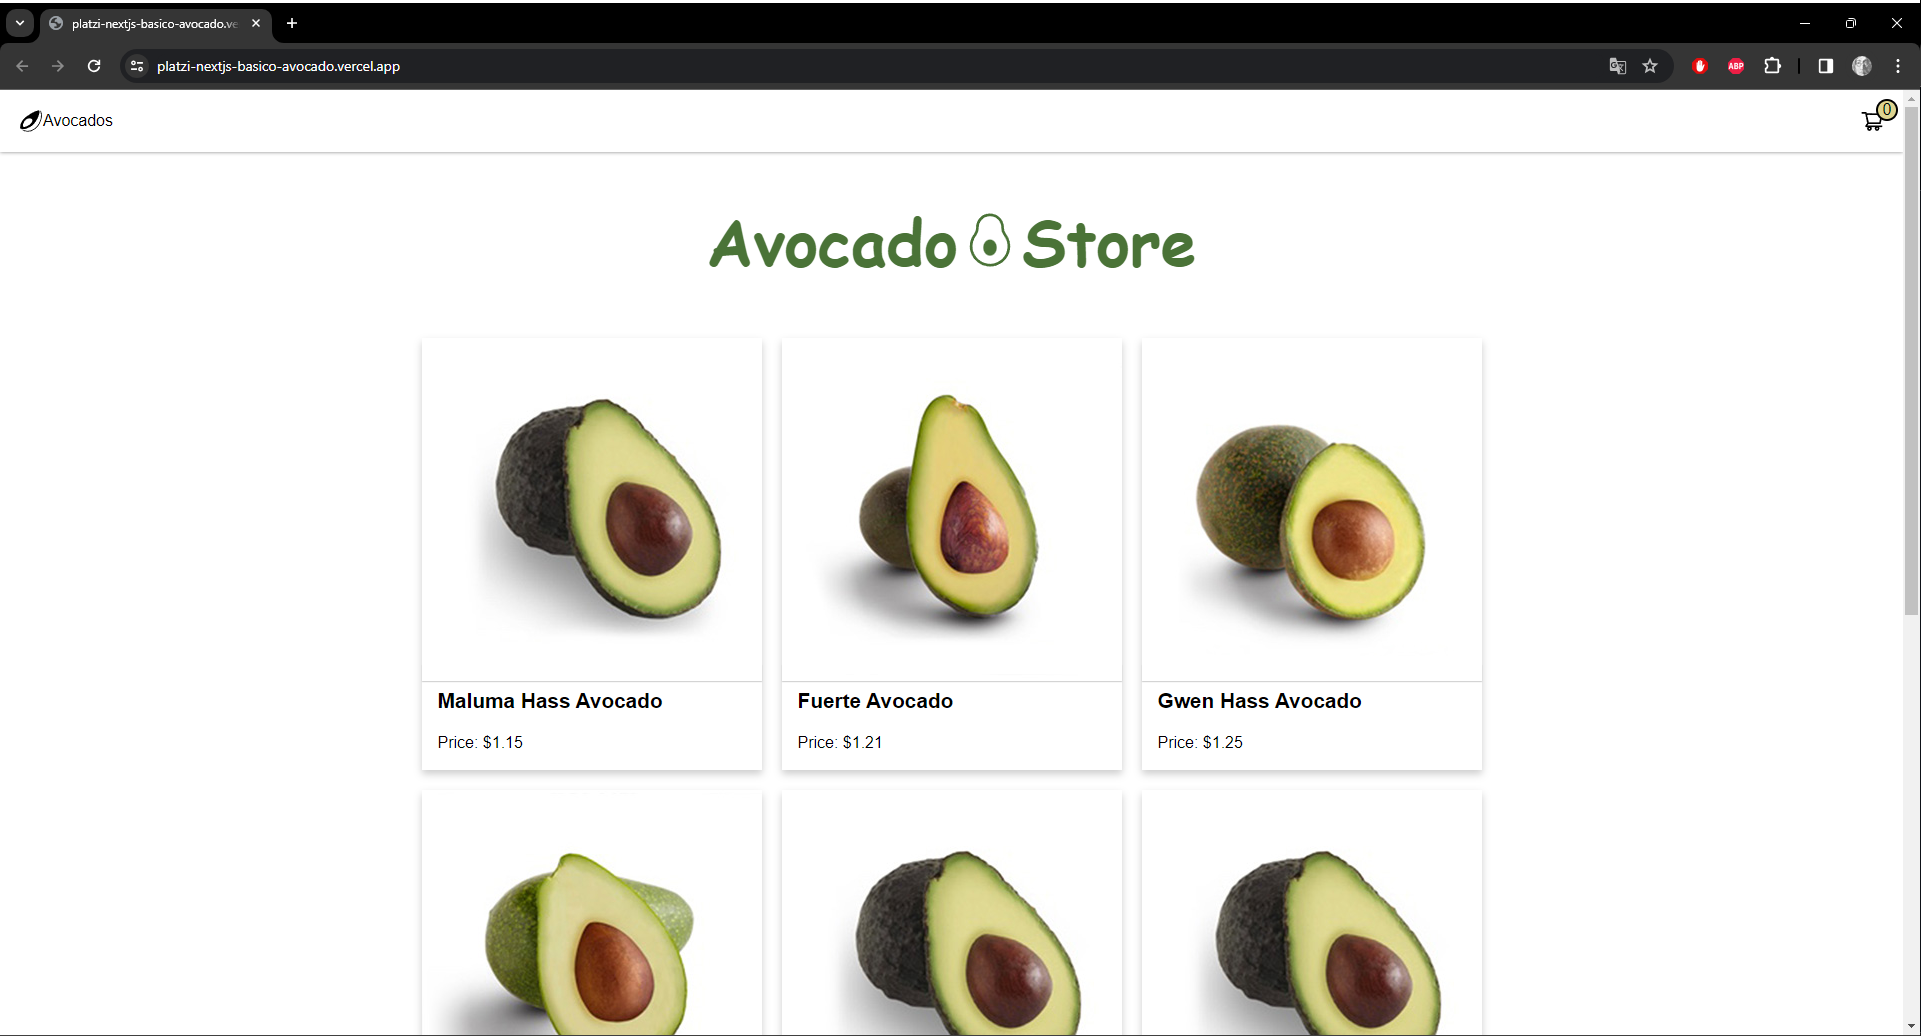 platzi-nextjs-basico-avocado.ve
platzi-nextjs-basico-avocado.vercel.app
ABP
Avocados
0
Avocado Store
Maluma Hass Avocado
Price: $1.15
Fuerte Avocado
Price: $1.21
Gwen Hass Avocado
Price: $1.25